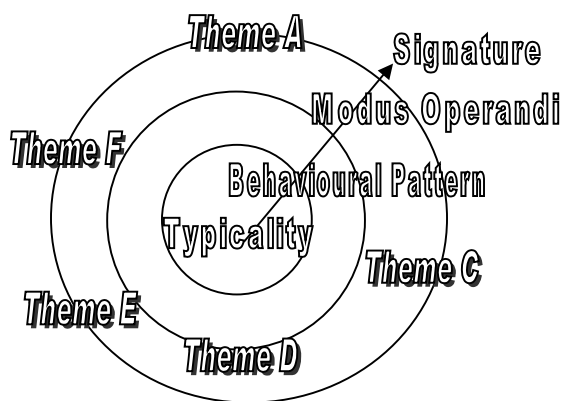 Theme A
Signature
Modus Operandi
Theme F
Behavioural Pattern
Typicality
Theme C
Theme E
Theme D